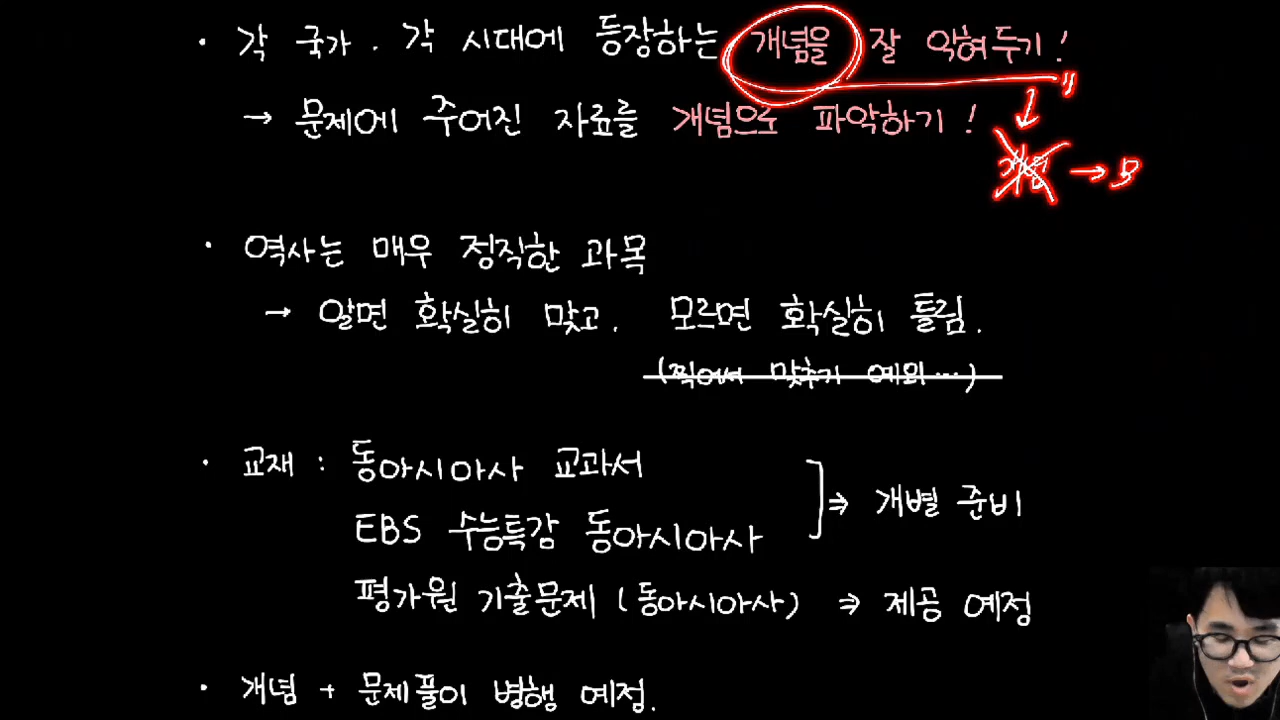 · 각 국가 · 각 시대에 등장하는 개념을 잘 익혀두기!
→ 문제에 주어진 자료를 개념으로 파악하기!
개념 →
· 역사는 매우 정직한 과목
→ 알면 확실히 맞고, 모르면 확실히 틀림.
(찍어서 맞추기 예외…)
· 교재 : 동아시아사 교과서
EBS 수능특강 동아시아사 ⇒ 개별 준비
평가원 기출문제 (동아시아사) ⇒ 제공 예정
· 개념 + 문제풀이 병행 예정.